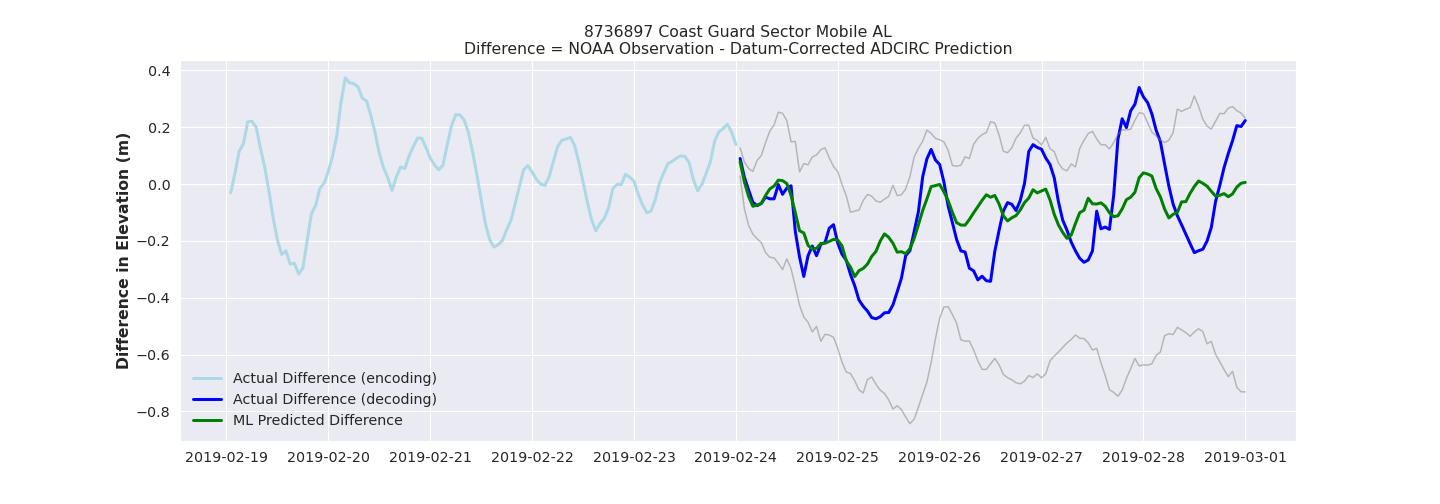 8736897 Coast Guard Sector Mobile AL
Difference = NOAA Observation - Datum-Corrected ADCIRC Prediction
Difference in Elevation (m)
0.4
0.2
0.0
−0.2
−0.4
−0.6
−0.8
Actual Difference (encoding)
Actual Difference (decoding)
ML Predicted Difference
2019-02-19 2019-02-20 2019-02-21 2019-02-22 2019-02-23 2019-02-24 2019-02-25 2019-02-26 2019-02-27 2019-02-28 2019-03-01